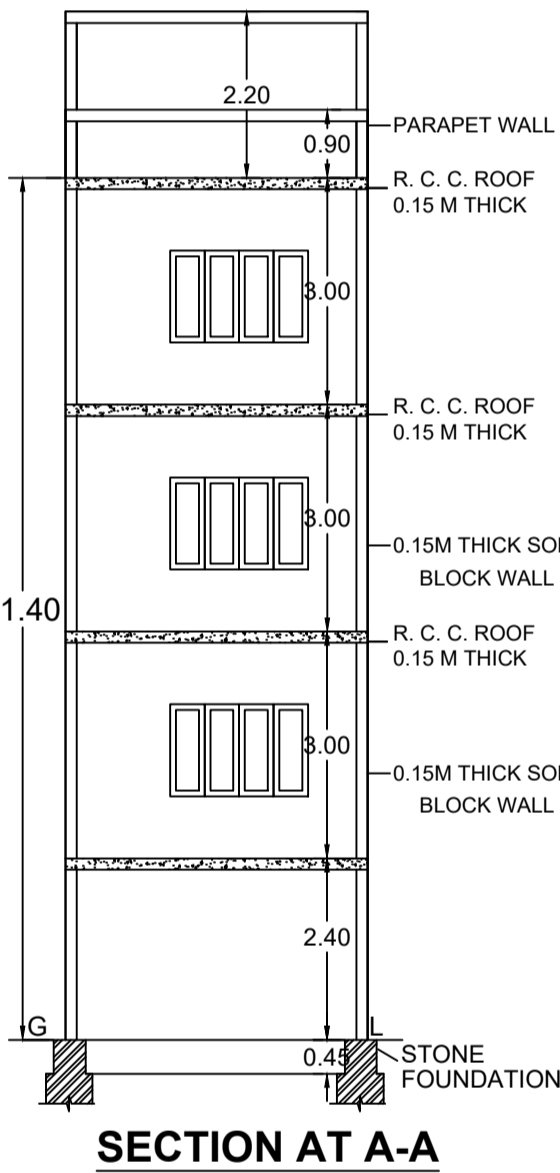 2.20
PARAPET WALL
0.90
R. C. C. ROOF
0.15 M THICK
3.00
R. C. C. ROOF
0.15 M THICK
3.00
0.15M THICK SO
BLOCK WALL
1.40
R. C. C. ROOF
0.15 M THICK
3.00
0.15M THICK SO
BLOCK WALL
2.40
G L
0.45
STONE
FOUNDATION
SECTION AT A-A